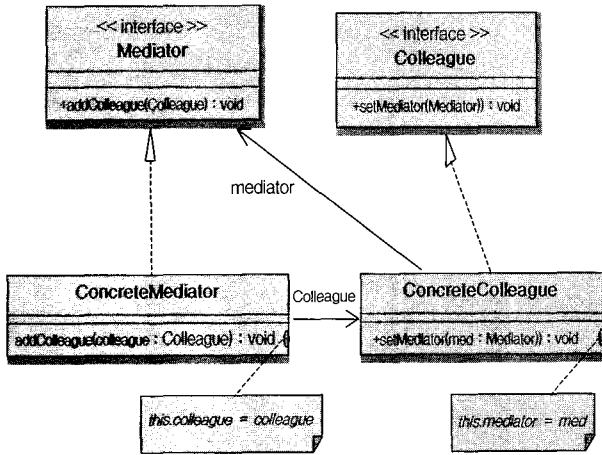 << interface >>
Mediator
+addColleague(Colleague) : void
<< interface >>
Colleague
+setMediator(Mediator)) : void
mediator
ConcreteMediator
addColleague(colleague : Colleague) : void
Colleague
ConcreteColleague
+setMediator(med : Mediator)) : void
this.colleague = colleague
this.mediator = med